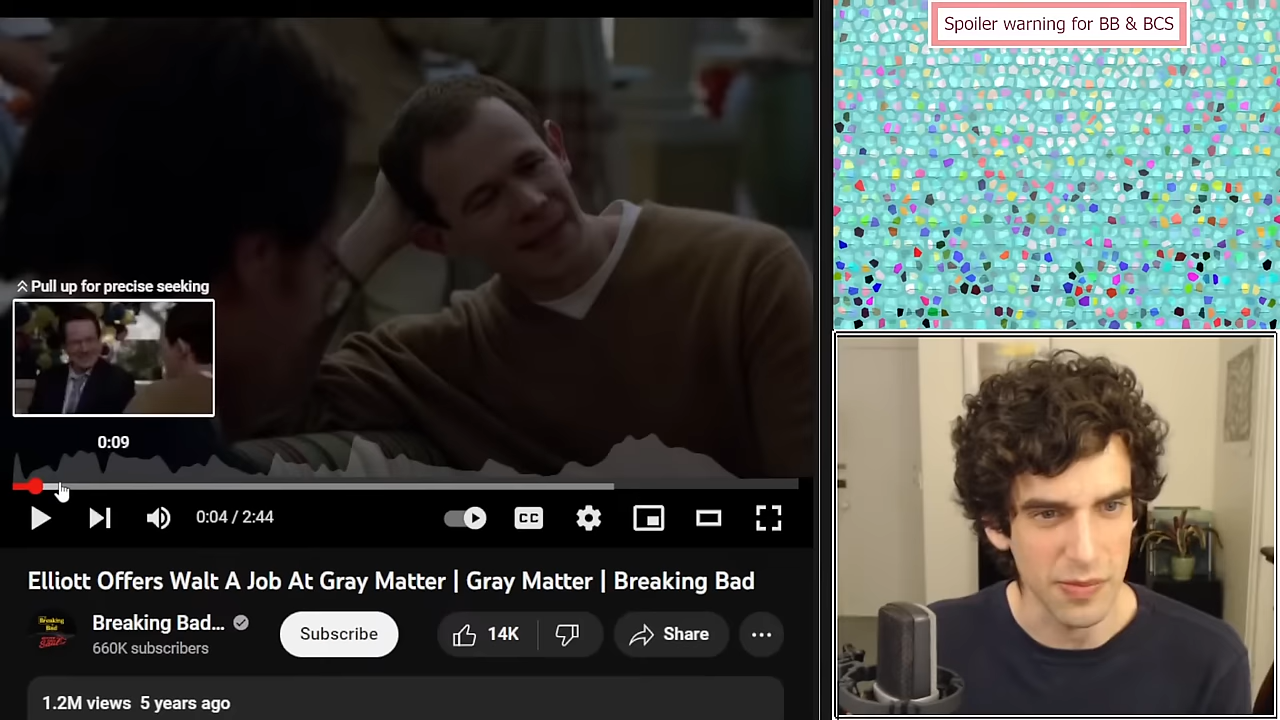 Spoiler warning for BB & BCS
Pull up for precise seeking
0:09
0:04 / 2:44
CC
Elliott Offers Walt A Job At Gray Matter | Gray Matter | Breaking Bad
Breaking Bad...
660K subscribers
Subscribe
14K
Share
1.2M views 5 years ago